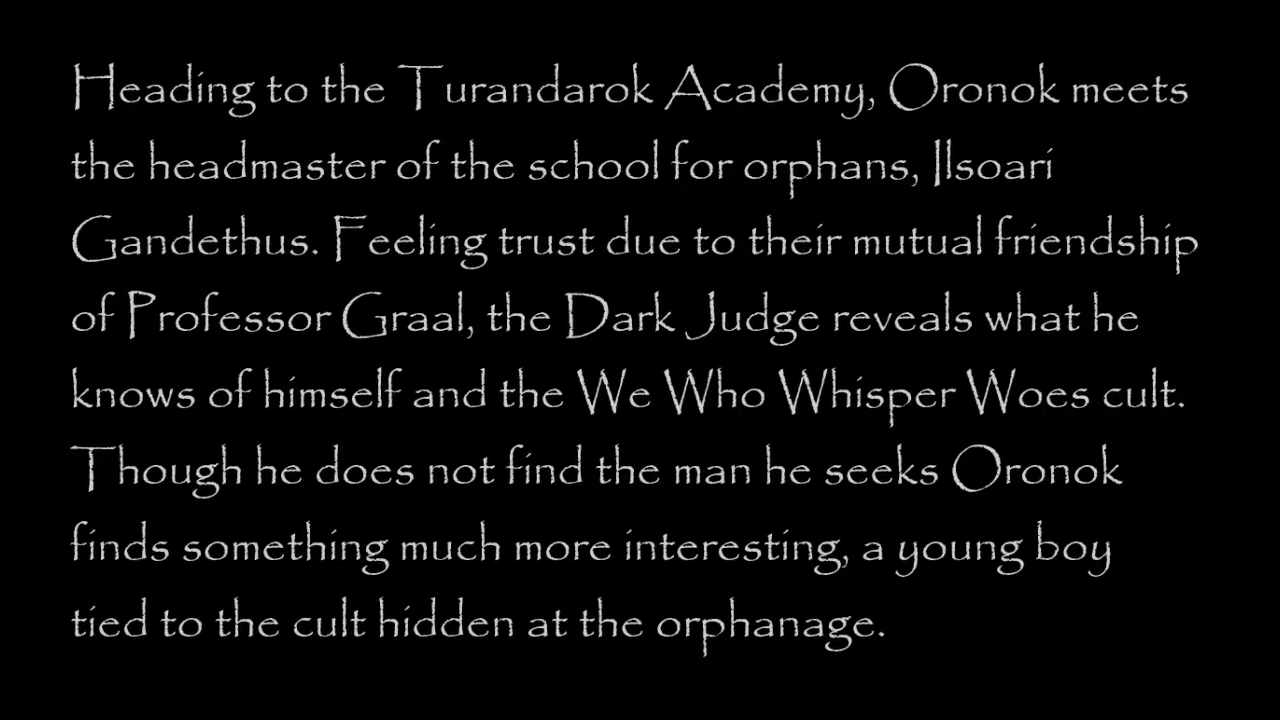 Heading to the Turandarok Academy, Oronok meets
the headmaster of the school for orphans, Ilsoari
Gandethus. Feeling trust due to their mutual friendship
of Professor Graal, the Dark Judge reveals what he
knows of himself and the We Who Whisper Woes cult.
Though he does not find the man he seeks Oronok
finds something much more interesting, a young boy
tied to the cult hidden at the orphanage.